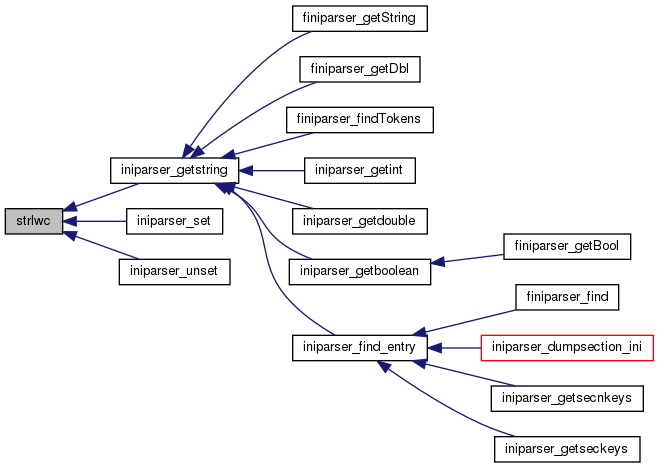 finiparser_getString
finiparser_getDbl
finiparser_findTokens
iniparser_getstring
iniparser_getint
strlwc
iniparser_set
iniparser_getdouble
finiparser_getBool
iniparser_unset
iniparser_getboolean
finiparser_find
iniparser_find_entry
iniparser_dumpsection_ini
iniparser_getsecnkeys
iniparser_getseckeys